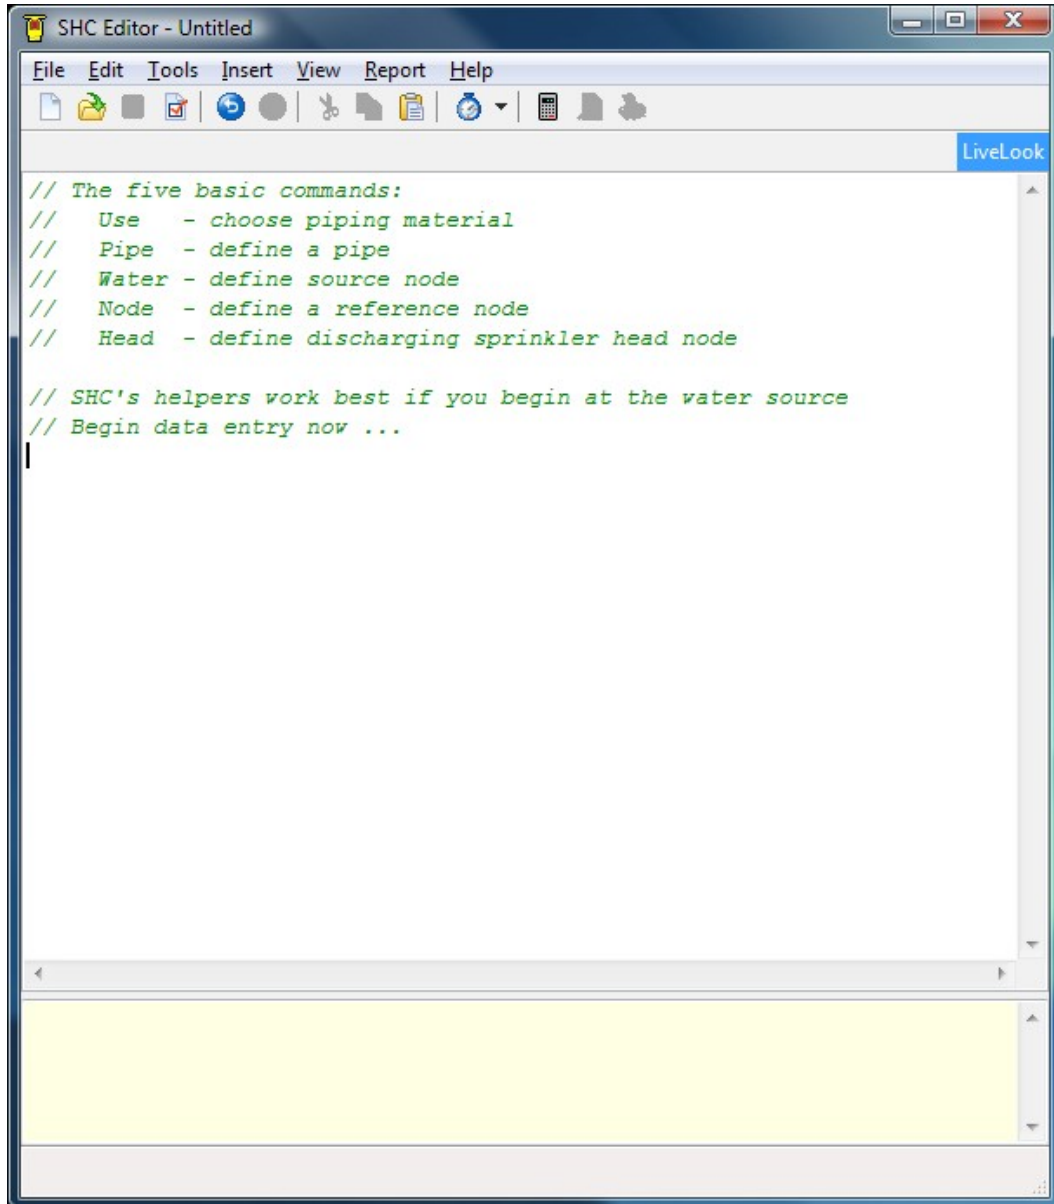 SHC Editor - Untitled
File Edit Tools Insert View Report Help
LiveLook
// The five basic commands:
//   Use   - choose piping material
//   Pipe  - define a pipe
//   Water - define source node
//   Node  - define a reference node
//   Head  - define discharging sprinkler head node
// SHC's helpers work best if you begin at the water source
// Begin data entry now ...